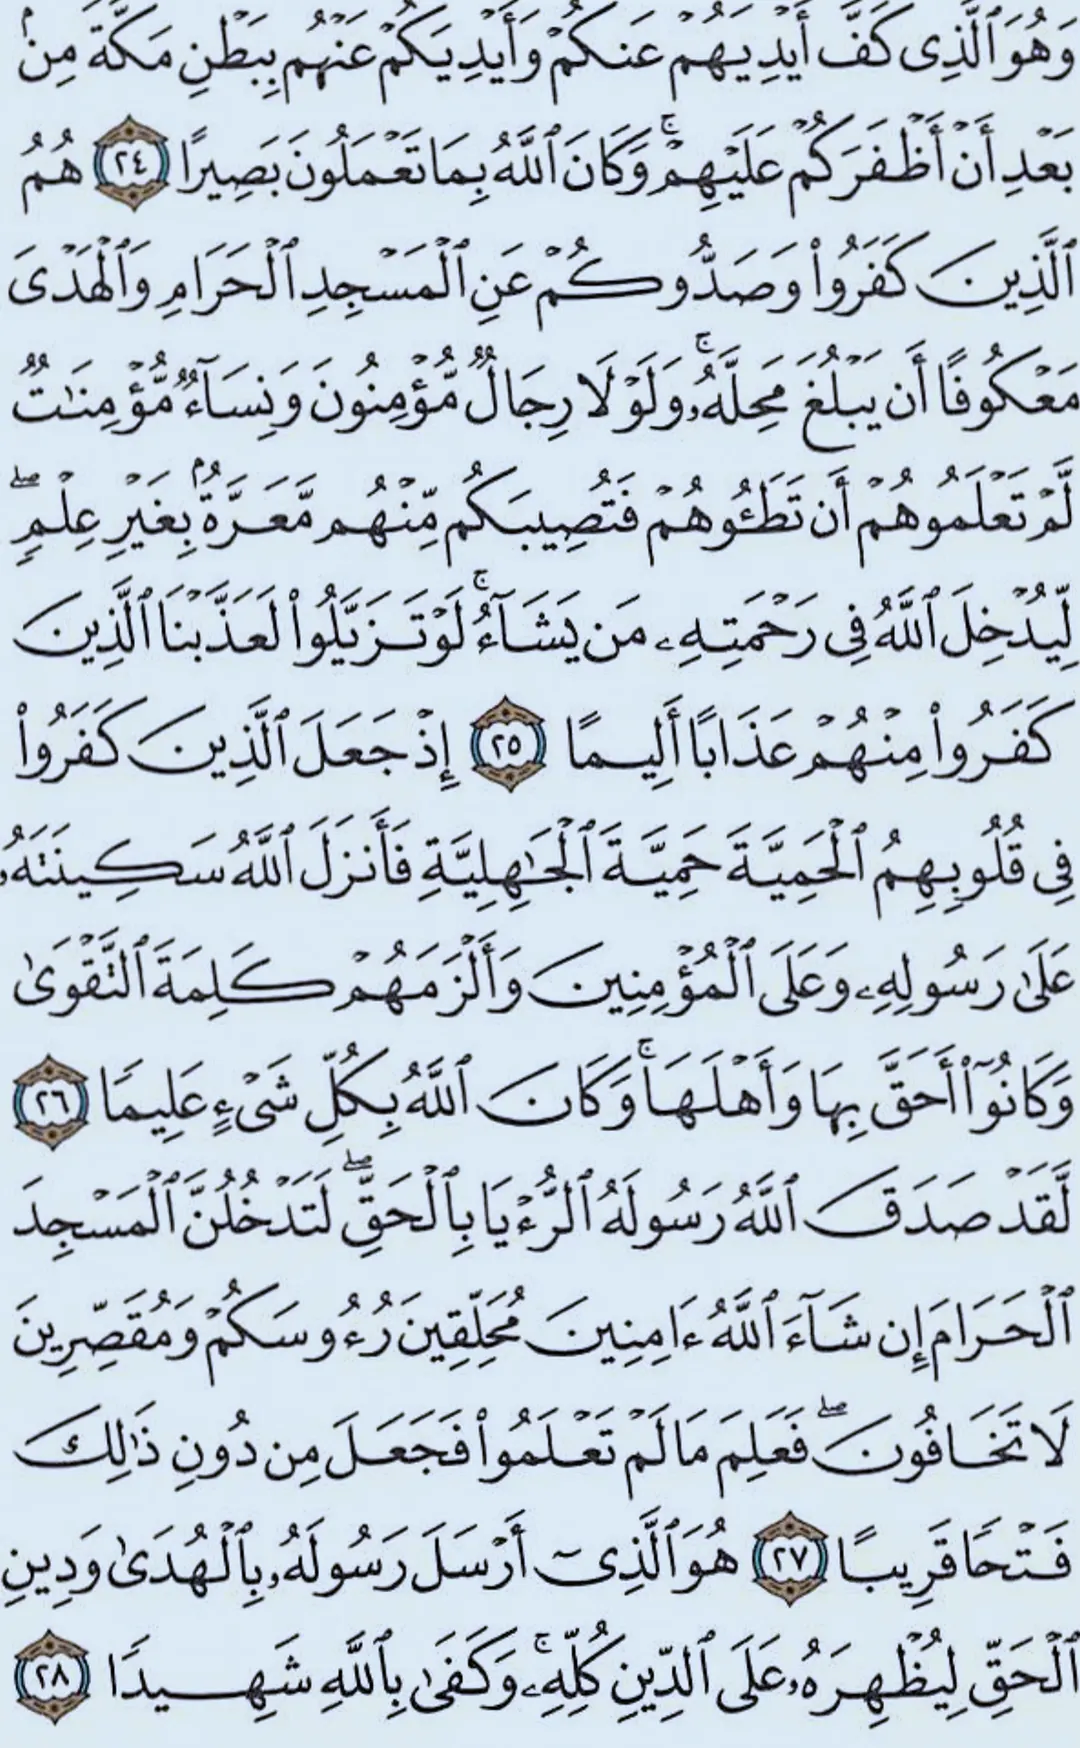 وَهُوَ ٱلَّذِى كَفَّ أَيْدِيَهُمْ عَنكُمْ وَأَيْدِيَكُمْ عَنْهُم بِبَطْنِ مَكَّةَ مِنۢ
بَعْدِ أَنْ أَظْفَرَكُمْ عَلَيْهِمْ ۚ وَكَانَ ٱللَّهُ بِمَا تَعْمَلُونَ بَصِيرًا ٢٤ هُمُ
ٱلَّذِينَ كَفَرُوا۟ وَصَدُّوكُمْ عَنِ ٱلْمَسْجِدِ ٱلْحَرَامِ وَٱلْهَدْىَ
مَعْكُوفًا أَن يَبْلُغَ مَحِلَّهُۥ ۚ وَلَوْلَا رِجَالٌ مُّؤْمِنُونَ وَنِسَآءٌ مُّؤْمِنَٰتٌ
لَّمْ تَعْلَمُوهُمْ أَن تَطَـُٔوهُمْ فَتُصِيبَكُم مِّنْهُم مَّعَرَّةٌۢ بِغَيْرِ عِلْمٍ ۖ
لِّيُدْخِلَ ٱللَّهُ فِى رَحْمَتِهِۦ مَن يَشَآءُ ۚ لَوْ تَزَيَّلُوا۟ لَعَذَّبْنَا ٱلَّذِينَ
كَفَرُوا۟ مِنْهُمْ عَذَابًا أَلِيمًا ٢٥ إِذْ جَعَلَ ٱلَّذِينَ كَفَرُوا۟
فِى قُلُوبِهِمُ ٱلْحَمِيَّةَ حَمِيَّةَ ٱلْجَٰهِلِيَّةِ فَأَنزَلَ ٱللَّهُ سَكِينَتَهُۥ
عَلَىٰ رَسُولِهِۦ وَعَلَى ٱلْمُؤْمِنِينَ وَأَلْزَمَهُمْ كَلِمَةَ ٱلتَّقْوَىٰ
وَكَانُوٓا۟ أَحَقَّ بِهَا وَأَهْلَهَا ۚ وَكَانَ ٱللَّهُ بِكُلِّ شَىْءٍ عَلِيمًا ٢٦
لَّقَدْ صَدَقَ ٱللَّهُ رَسُولَهُ ٱلرُّءْيَا بِٱلْحَقِّ ۖ لَتَدْخُلُنَّ ٱلْمَسْجِدَ
ٱلْحَرَامَ إِن شَآءَ ٱللَّهُ ءَامِنِينَ مُحَلِّقِينَ رُءُوسَكُمْ وَمُقَصِّرِينَ
لَا تَخَافُونَ ۖ فَعَلِمَ مَا لَمْ تَعْلَمُوا۟ فَجَعَلَ مِن دُونِ ذَٰلِكَ
فَتْحًا قَرِيبًا ٢٧ هُوَ ٱلَّذِىٓ أَرْسَلَ رَسُولَهُۥ بِٱلْهُدَىٰ وَدِينِ
ٱلْحَقِّ لِيُظْهِرَهُۥ عَلَى ٱلدِّينِ كُلِّهِۦ ۚ وَكَفَىٰ بِٱللَّهِ شَهِيدًا ٢٨